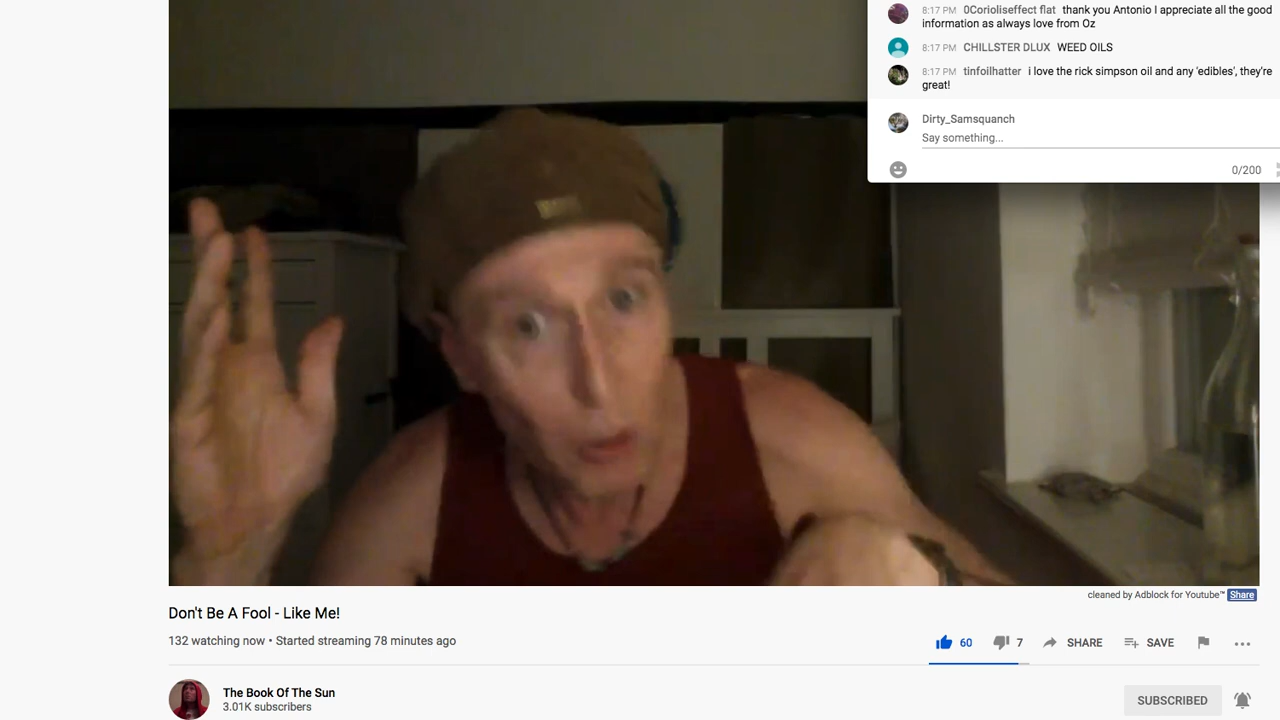 8:17 PM 0Corioliseffect flat thank you Antonio I appreciate all the good
information as always love from Oz
8:17 PM CHILLSTER DLUX WEED OILS
8:17 PM tinfoilhatter i love the rick simpson oil and any 'edibles', they're
great!
Dirty_Samsquanch
Say something...
0/200
cleaned by Adblock for Youtube™ Share
Don't Be A Fool - Like Me!
132 watching now • Started streaming 78 minutes ago
60 7 SHARE SAVE
The Book Of The Sun
3.01K subscribers
SUBSCRIBED